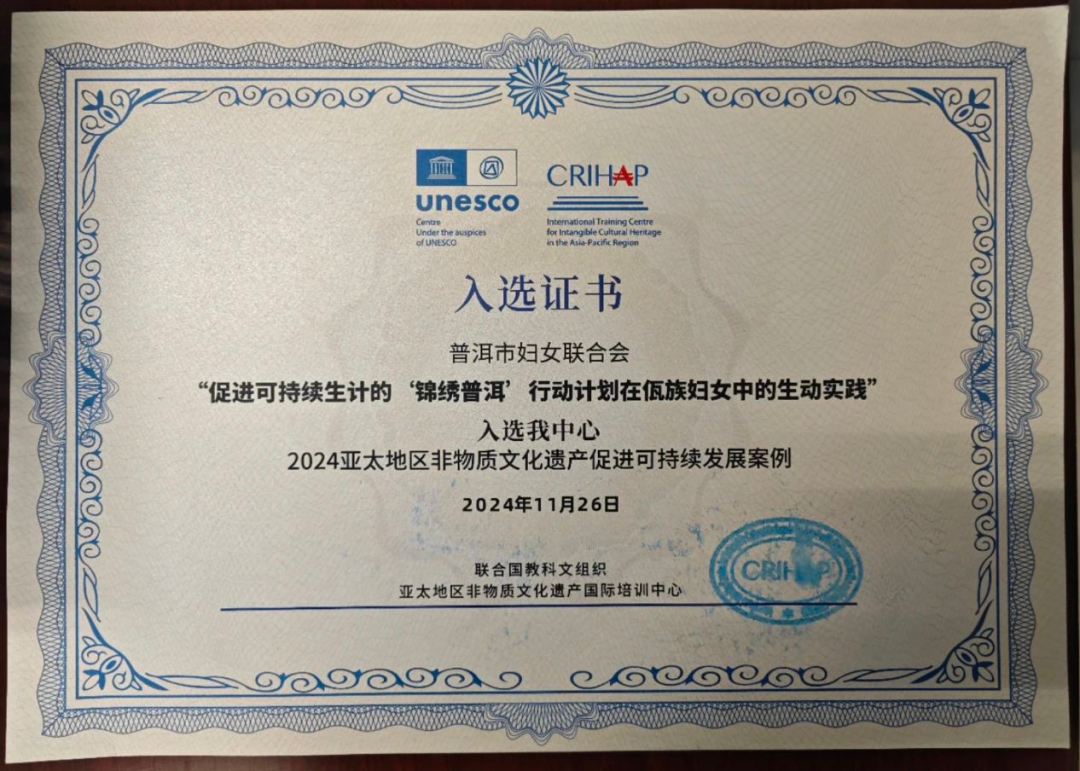 unesco
Centre
Under the auspices
of UNESCO
CRIHAP
International Training Centre
for Intangible Cultural Heritage
in the Asia-Pacific Region
入选证书
普洱市妇女联合会
“促进可持续生计的‘锦绣普洱’行动计划在佤族妇女中的生动实践”
入选我中心
2024亚太地区非物质文化遗产促进可持续发展案例
2024年11月26日
联合国教科文组织
亚太地区非物质文化遗产国际培训中心
CRIHAP